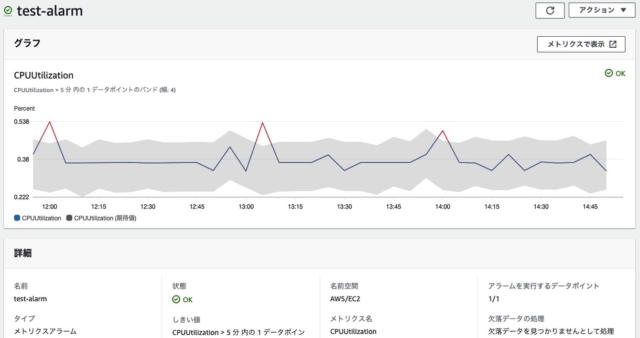 test-alarm
アクション ▼
グラフ
メトリクスで表示
CPUUtilization
OK
CPUUtilization > 5 分 内の 1 データポイントのバンド (幅: 4)
Percent
0.538
0.38
0.222
12:00 12:15 12:30 12:45 13:00 13:15 13:30 13:45 14:00 14:15 14:30 14:45
CPUUtilization CPUUtilization (期待値)
詳細
名前
test-alarm
タイプ
メトリクスアラーム
状態
OK
しきい値
CPUUtilization > 5 分 内の 1 データポイン
名前空間
AWS/EC2
メトリクス名
CPUUtilization
アラームを実行するデータポイント
1/1
欠落データの処理
欠落データを見つかりませんとして処理